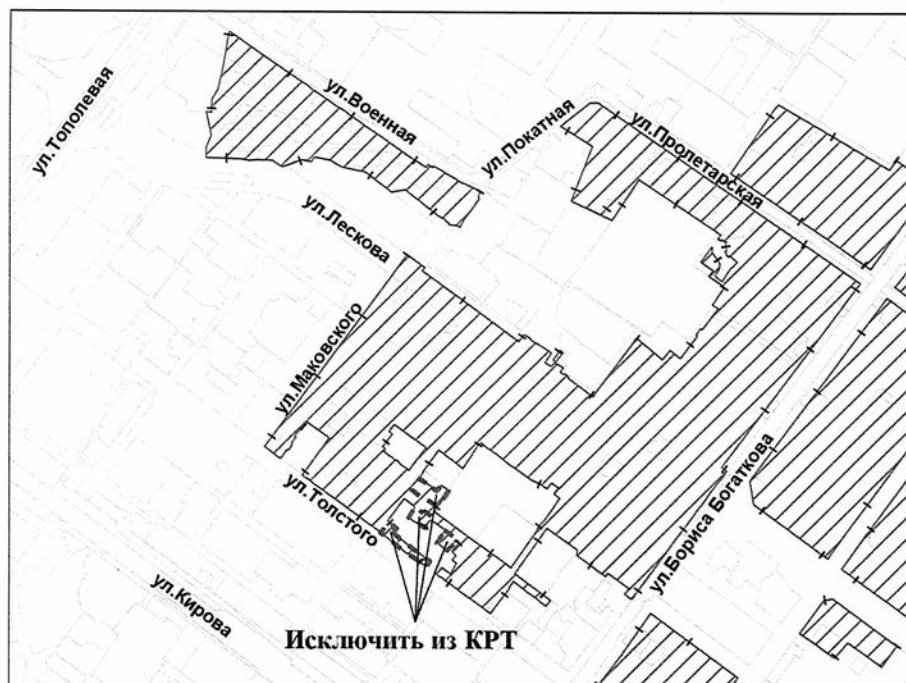 ул.Тополевая
ул.Военная
ул.Покатная
ул.Пролетарская
ул.Лескова
ул.Маковского
ул.Толстого
ул.Бориса Богаткова
ул.Кирова
Исключить из КРТ